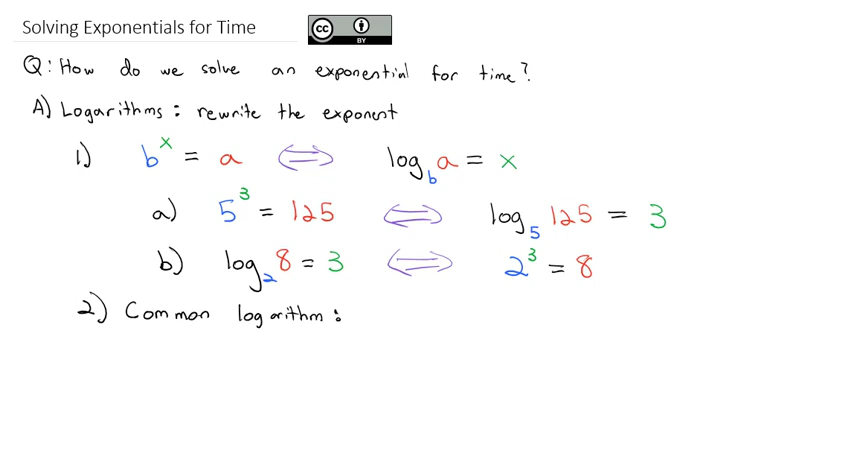 Solving Exponentials for Time
cc BY
Q: How do we solve an exponential for time?
A) Logarithms: rewrite the exponent
1) b^x = a ⇔ log_b a = x
a) 5^3 = 125 ⇔ log_5 125 = 3
b) log_2 8 = 3 ⇔ 2^3 = 8
2) Common logarithm: